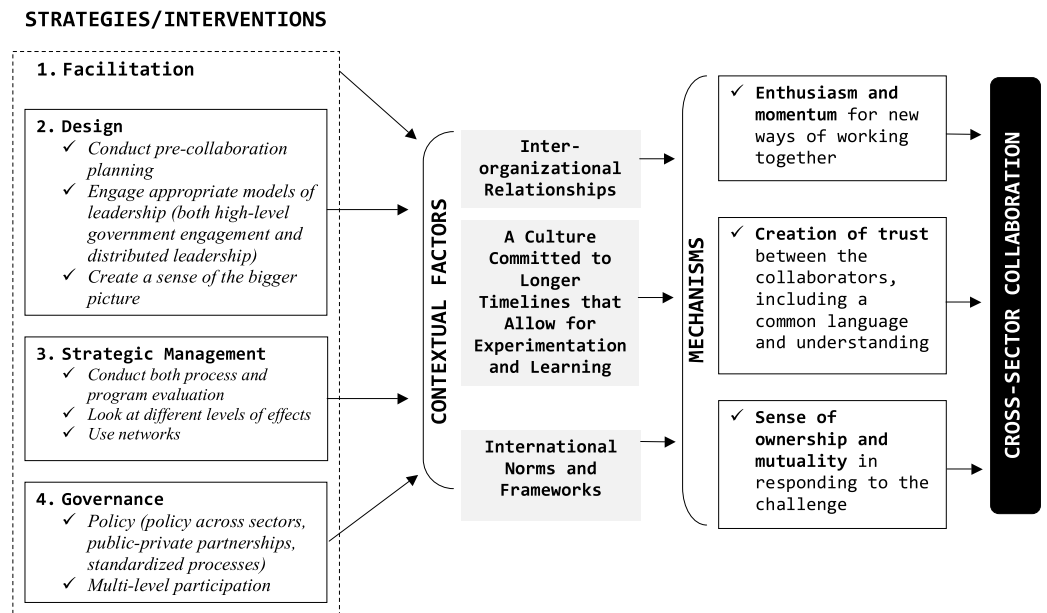 STRATEGIES/INTERVENTIONS
1. Facilitation
2. Design
✓ Conduct pre-collaboration
planning
✓ Engage appropriate models of
leadership (both high-level
government engagement and
distributed leadership)
✓ Create a sense of the bigger
picture
3. Strategic Management
✓ Conduct both process and
program evaluation
✓ Look at different levels of effects
✓ Use networks
4. Governance
✓ Policy (policy across sectors,
public-private partnerships,
standardized processes)
✓ Multi-level participation
CONTEXTUAL FACTORS
Inter-
organizational
Relationships
A Culture
Committed to
Longer
Timelines that
Allow for
Experimentation
and Learning
International
Norms and
Frameworks
MECHANISMS
✓ Enthusiasm and
momentum for new
ways of working
together
✓ Creation of trust
between the
collaborators,
including a
common language
and understanding
✓ Sense of
ownership and
mutuality in
responding to the
challenge
CROSS-SECTOR COLLABORATION